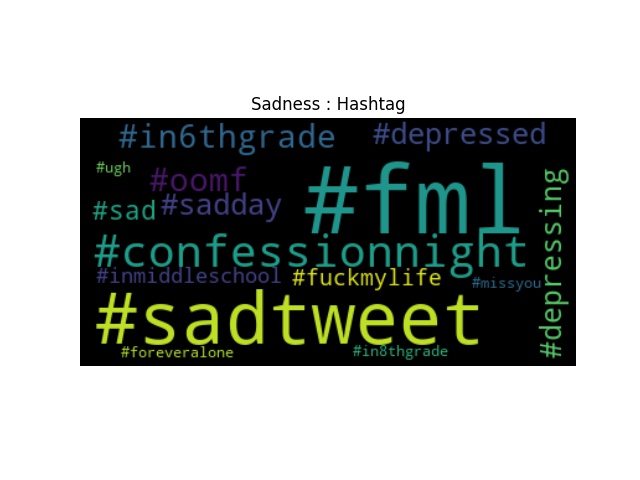 Sadness : Hashtag
#in6thgrade
#depressed
#ugh
#oomf
#fml
#sad
#sadday
#depressing
#confessionnight
#inmiddleschool
#fuckmylife
#missyou
#sadtweet
#foreveralone
#in8thgrade